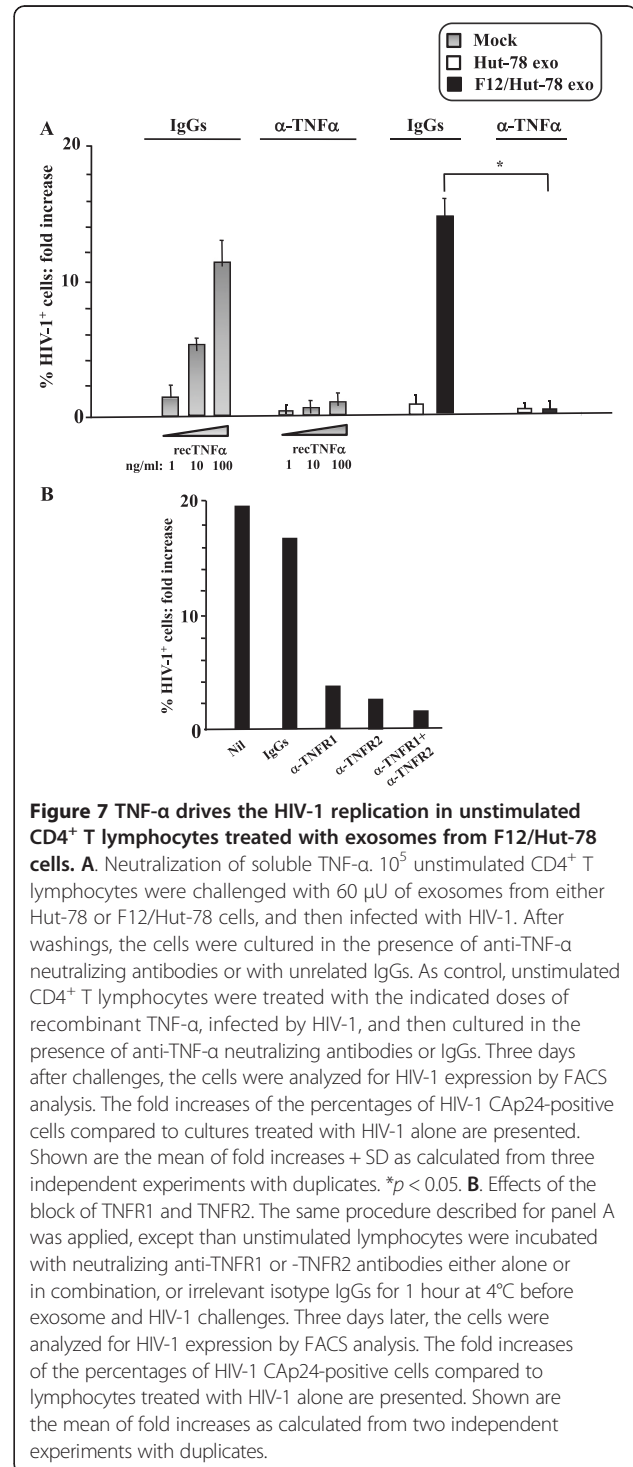 Mock
Hut-78 exo
F12/Hut-78 exo
A
IgGs
α-TNFα
IgGs
α-TNFα
*
20
10
0
% HIV-1⁺ cells: fold increase
recTNFα
recTNFα
ng/ml: 1 10 100
1 10 100
B
20
10
0
% HIV-1⁺ cells: fold increase
Nil
IgGs
α-TNFR1
α-TNFR2
α-TNFR1+
α-TNFR2
Figure 7 TNF-α drives the HIV-1 replication in unstimulated
CD4⁺ T lymphocytes treated with exosomes from F12/Hut-78
cells. A. Neutralization of soluble TNF-α. 10⁵ unstimulated CD4⁺ T
lymphocytes were challenged with 60 μU of exosomes from either
Hut-78 or F12/Hut-78 cells, and then infected with HIV-1. After
washings, the cells were cultured in the presence of anti-TNF-α
neutralizing antibodies or with unrelated IgGs. As control, unstimulated
CD4⁺ T lymphocytes were treated with the indicated doses of
recombinant TNF-α, infected by HIV-1, and then cultured in the
presence of anti-TNF-α neutralizing antibodies or IgGs. Three days
after challenges, the cells were analyzed for HIV-1 expression by FACS
analysis. The fold increases of the percentages of HIV-1 CAp24-positive
cells compared to cultures treated with HIV-1 alone are presented.
Shown are the mean of fold increases + SD as calculated from three
independent experiments with duplicates. *p < 0.05. B. Effects of the
block of TNFR1 and TNFR2. The same procedure described for panel A
was applied, except than unstimulated lymphocytes were incubated
with neutralizing anti-TNFR1 or -TNFR2 antibodies either alone or
in combination, or irrelevant isotype IgGs for 1 hour at 4°C before
exosome and HIV-1 challenges. Three days later, the cells were
analyzed for HIV-1 expression by FACS analysis. The fold increases
of the percentages of HIV-1 CAp24-positive cells compared to
lymphocytes treated with HIV-1 alone are presented. Shown are
the mean of fold increases as calculated from two independent
experiments with duplicates.